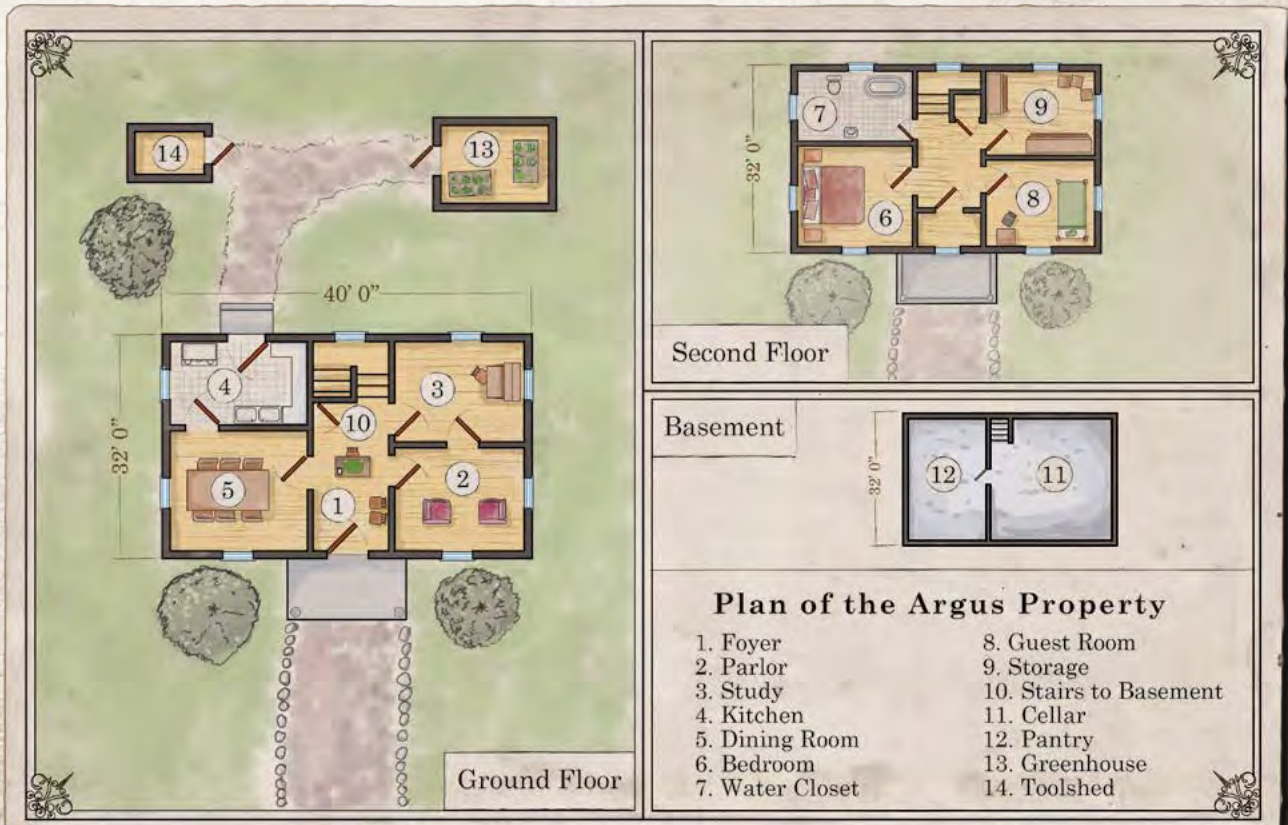 14
13
40' 0"
32' 0"
4
3
10
5
1
2
Ground Floor
32' 0"
7
9
6
8
Second Floor
Basement
32' 0"
12
11
Plan of the Argus Property
1. Foyer
2. Parlor
3. Study
4. Kitchen
5. Dining Room
6. Bedroom
7. Water Closet
8. Guest Room
9. Storage
10. Stairs to Basement
11. Cellar
12. Pantry
13. Greenhouse
14. Toolshed